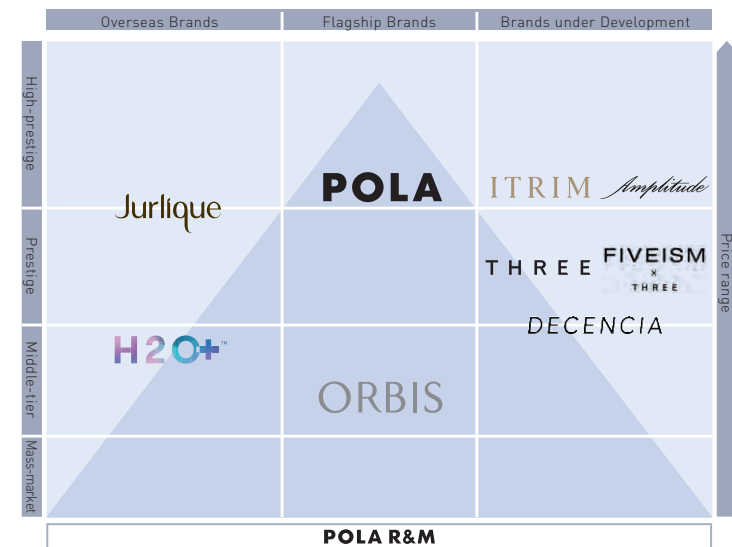 Overseas Brands
Flagship Brands
Brands under Development
High-prestige
Prestige
Middle-tier
Mass-market
Price range
Jurlique
POLA
ITRIM
Amplitude
THREE
FIVEISM
×
THREE
DECENCIA
H2O+™
ORBIS
POLA R&M